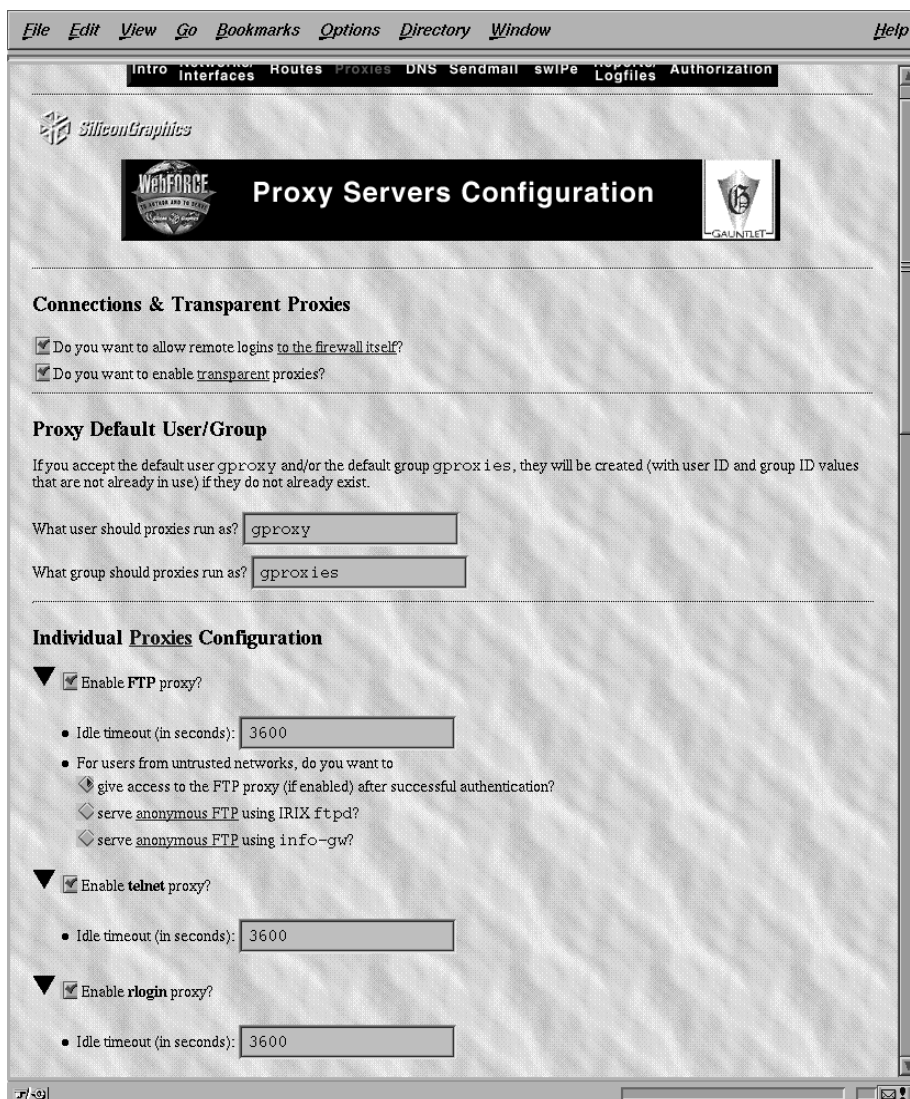 File Edit View Go Bookmarks Options Directory Window Help
Intro Networks/ Interfaces Routes Proxies DNS Sendmail swIPe Reports/ Logfiles Authorization
SiliconGraphics
WebFORCE
TO AUTHOR AND TO SERVE
Proxy Servers Configuration
G
GAUNTLET
Connections & Transparent Proxies
Do you want to allow remote logins to the firewall itself?
Do you want to enable transparent proxies?
Proxy Default User/Group
If you accept the default user gproxy and/or the default group gproxies, they will be created (with user ID and group ID values
that are not already in use) if they do not already exist.
What user should proxies run as? gproxy
What group should proxies run as? gproxies
Individual Proxies Configuration
Enable FTP proxy?
Idle timeout (in seconds): 3600
For users from untrusted networks, do you want to
give access to the FTP proxy (if enabled) after successful authentication?
serve anonymous FTP using IRIX ftpd?
serve anonymous FTP using info-gw?
Enable telnet proxy?
Idle timeout (in seconds): 3600
Enable rlogin proxy?
Idle timeout (in seconds): 3600